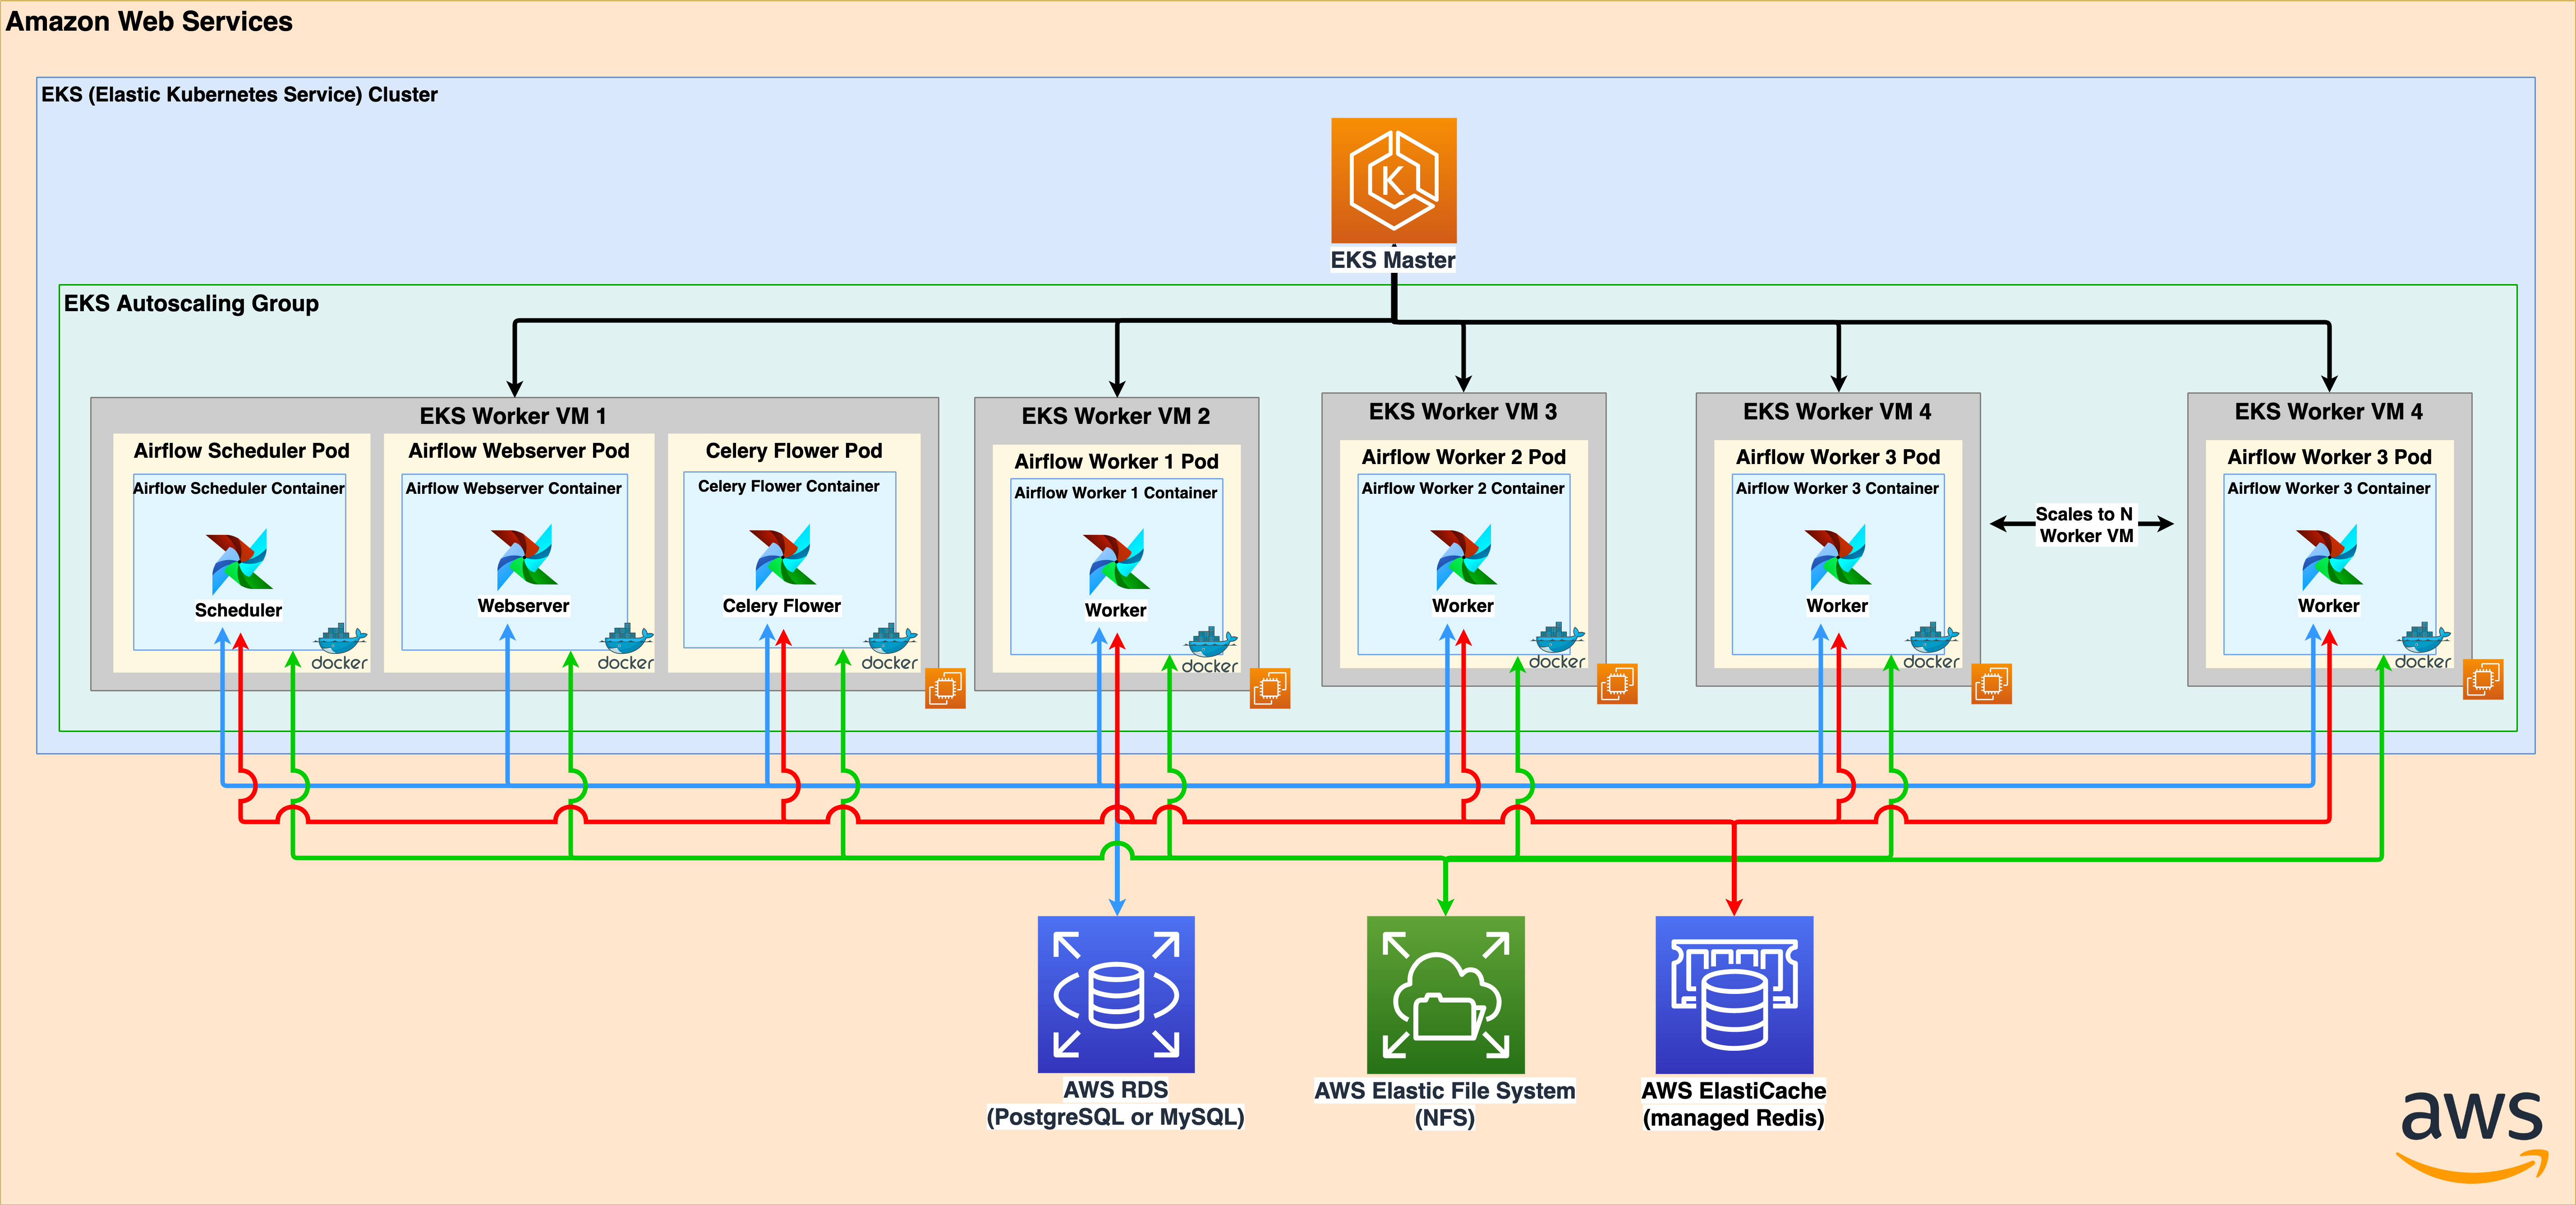 Amazon Web Services
EKS (Elastic Kubernetes Service) Cluster
K
EKS Master
EKS Autoscaling Group
EKS Worker VM 1
Airflow Scheduler Pod
Airflow Scheduler Container
Scheduler
docker
Airflow Webserver Pod
Airflow Webserver Container
Webserver
docker
Celery Flower Pod
Celery Flower Container
Celery Flower
docker
EKS Worker VM 2
Airflow Worker 1 Pod
Airflow Worker 1 Container
Worker
docker
EKS Worker VM 3
Airflow Worker 2 Pod
Airflow Worker 2 Container
Worker
docker
EKS Worker VM 4
Airflow Worker 3 Pod
Airflow Worker 3 Container
Worker
docker
Scales to N
Worker VM
EKS Worker VM 4
Airflow Worker 3 Pod
Airflow Worker 3 Container
Worker
docker
AWS RDS
(PostgreSQL or MySQL)
AWS Elastic File System
(NFS)
AWS ElastiCache
(managed Redis)
aws